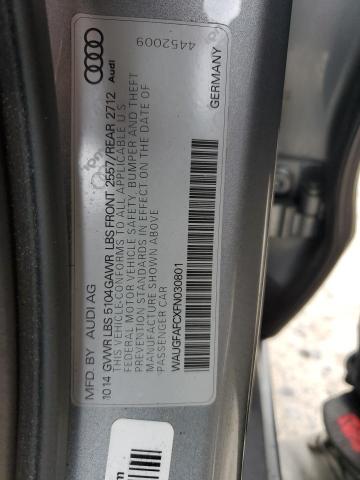 MFD. BY AUDI AG
10 14 GVWR LBS 5104 GAWR LBS FRONT 2557/REAR 2712
THIS VEHICLE CONFORMS TO ALL APPLICABLE U S
FEDERAL MOTOR VEHICLE SAFETY, BUMPER AND THEFT
PREVENTION STANDARDS IN EFFECT ON THE DATE OF
MANUFACTURE SHOWN ABOVE
PASSENGER CAR
WAUGFAFCXFN030801
Audi
4452009
GERMANY